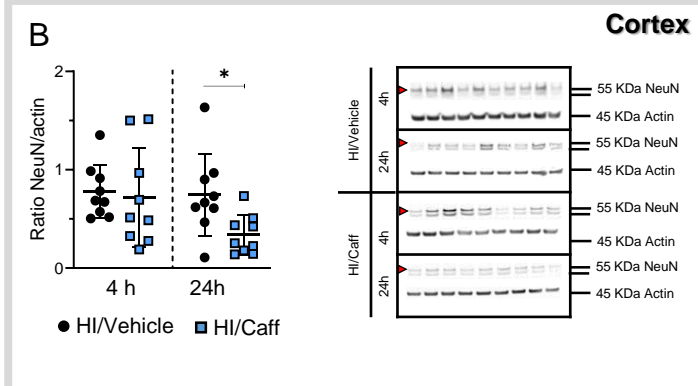 Cortex
B
2
*
1
0
Ratio NeuN/actin
4 h
24h
HI/Vehicle
HI/Caff
HI/Vehicle
4h
55 KDa NeuN
45 KDa Actin
24h
55 KDa NeuN
45 KDa Actin
HI/Caff
4h
55 KDa NeuN
45 KDa Actin
24h
55 KDa NeuN
45 KDa Actin